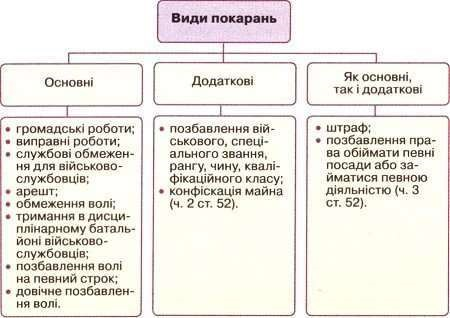 Види покарань
Основні
громадські роботи;
виправні роботи;
службові обмежен-
ня для військово-
службовців;
арешт;
обмеження волі;
тримання в дисци-
плінарному баталь-
йоні військово-
службовців;
позбавлення волі
на певний строк;
довічне позбавлен-
ня волі.
Додаткові
позбавлення вій-
ськового, спеці-
ального звання,
рангу, чину, квалі-
фікаційного класу;
конфіскація майна
(ч. 2 ст. 52).
Як основні,
так і додаткові
штраф;
позбавлення пра-
ва обіймати певні
посади або за-
йматися певною
діяльністю (ч. 3
ст. 52).